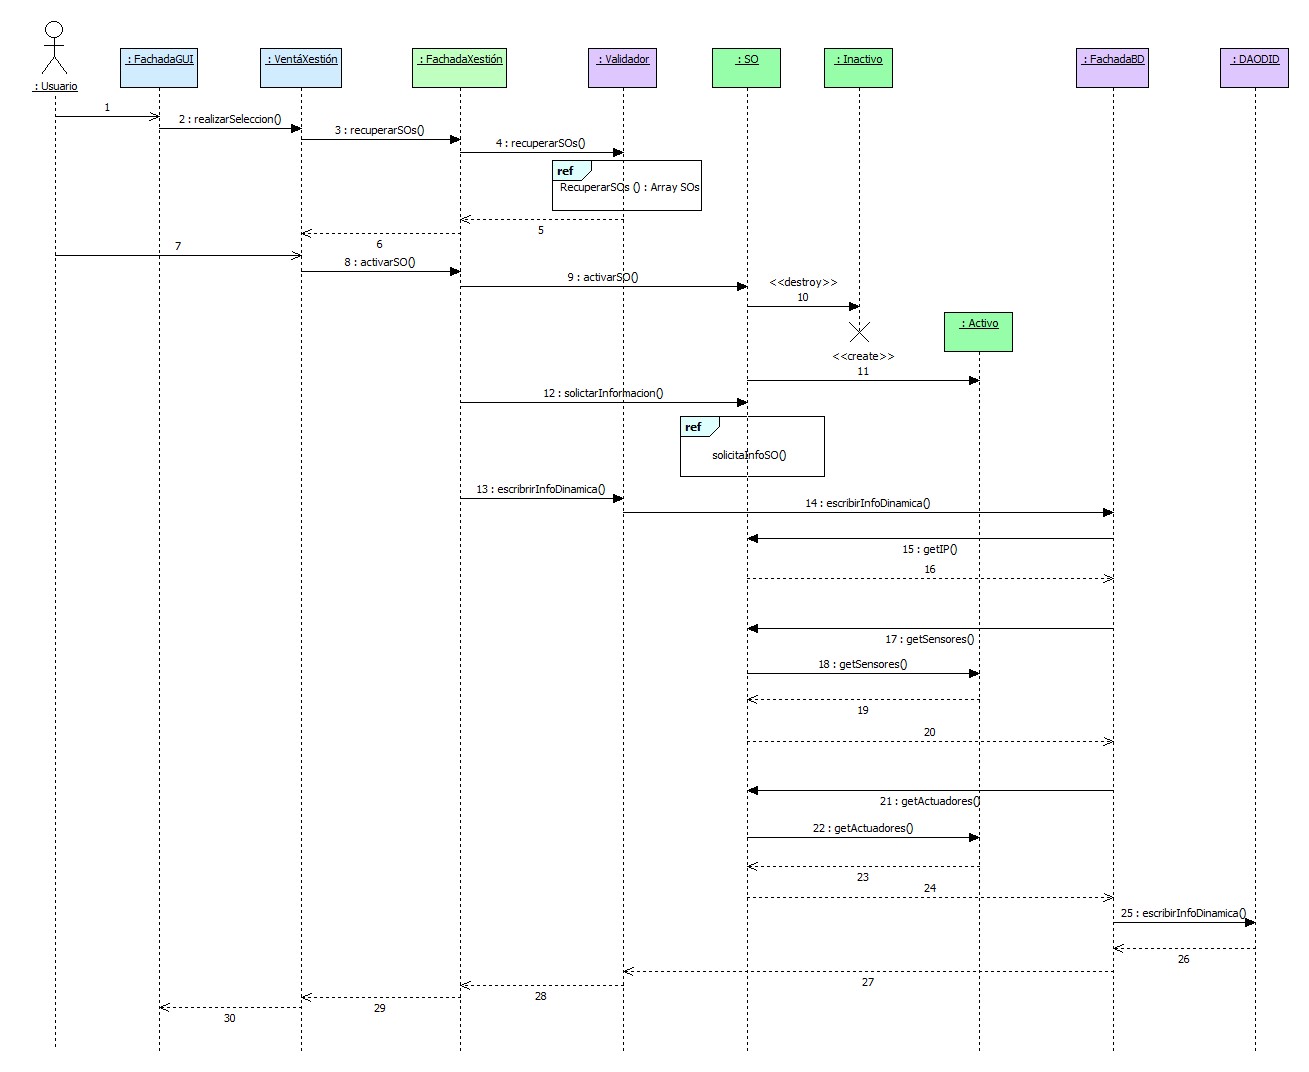 : Usuario
: FachadaGUI
: VentáXestión
: FachadaXestión
: Validador
: SO
: Inactivo
: FachadaBD
: DAODID
1
2 : realizarSeleccion()
3 : recuperarSOs()
4 : recuperarSOs()
ref
RecuperarSOs () : Array SOs
5
6
7
8 : activarSO()
9 : activarSO()
<<destroy>>
10
: Activo
<<create>>
11
12 : solictarInformacion()
ref
solicitaInfoSO()
13 : escribrirInfoDinamica()
14 : escribirInfoDinamica()
15 : getIP()
16
17 : getSensores()
18 : getSensores()
19
20
21 : getActuadores()
22 : getActuadores()
23
24
25 : escribirInfoDinamica()
26
27
28
29
30